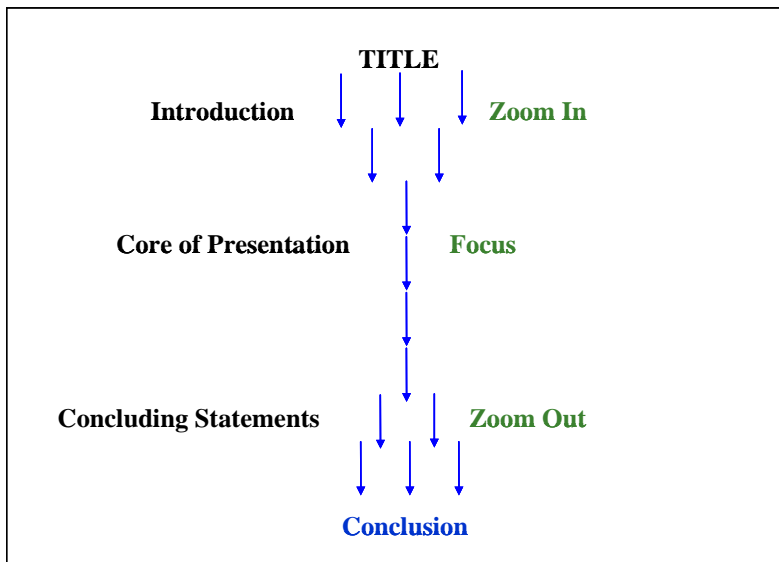 TITLE
Introduction Zoom In
Core of Presentation Focus
Concluding Statements Zoom Out
Conclusion